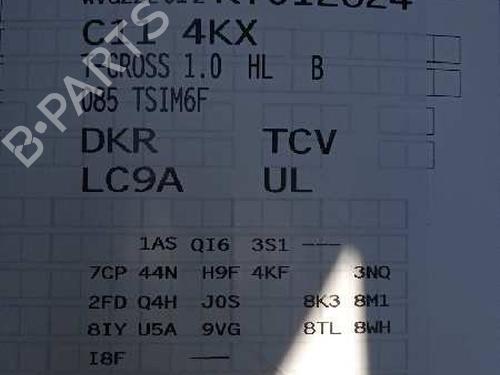 C11 4KX
T-CROSS 1.0 HL B
085 TSIM6F
DKR TCV
LC9A UL
1AS QI6 3S1 ---
7CP 44N H9F 4KF 3NQ
2FD Q4H J0S 8K3 8M1
8IY U5A 9VG 8TL 8WH
I8F ---
B-PARTS